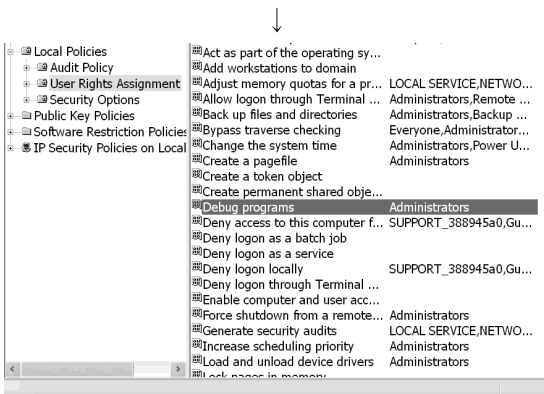 Local Policies
Audit Policy
User Rights Assignment
Security Options
Public Key Policies
Software Restriction Policies
IP Security Policies on Local
Act as part of the operating sy...
Add workstations to domain
Adjust memory quotas for a pr... LOCAL SERVICE,NETWO...
Allow logon through Terminal ... Administrators,Remote ...
Back up files and directories Administrators,Backup ...
Bypass traverse checking Everyone,Administrator...
Change the system time Administrators,Power U...
Create a pagefile Administrators
Create a token object
Create permanent shared obje...
Debug programs Administrators
Deny access to this computer f... SUPPORT_388945a0,Gu...
Deny logon as a batch job
Deny logon as a service
Deny logon locally SUPPORT_388945a0,Gu...
Deny logon through Terminal ...
Enable computer and user acc...
Force shutdown from a remote... Administrators
Generate security audits LOCAL SERVICE,NETWO...
Increase scheduling priority Administrators
Load and unload device drivers Administrators
Lock pages in memory